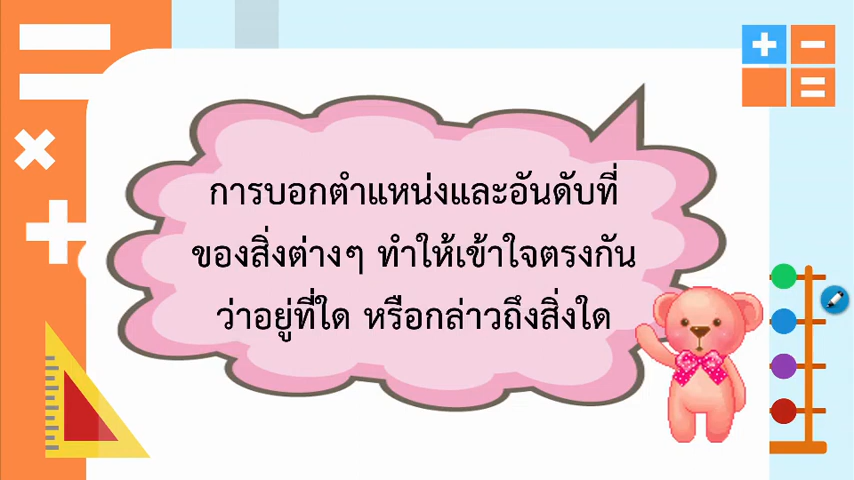 การบอกตำแหน่งและอันดับที่
ของสิ่งต่างๆ ทำให้เข้าใจตรงกัน
ว่าอยู่ที่ใด หรือกล่าวถึงสิ่งใด